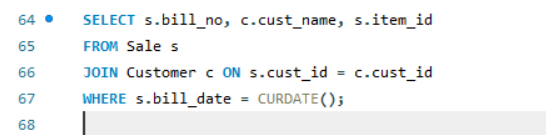 64 SELECT s.bill_no, c.cust_name, s.item_id
65 FROM Sale s
66 JOIN Customer c ON s.cust_id = c.cust_id
67 WHERE s.bill_date = CURDATE();
68